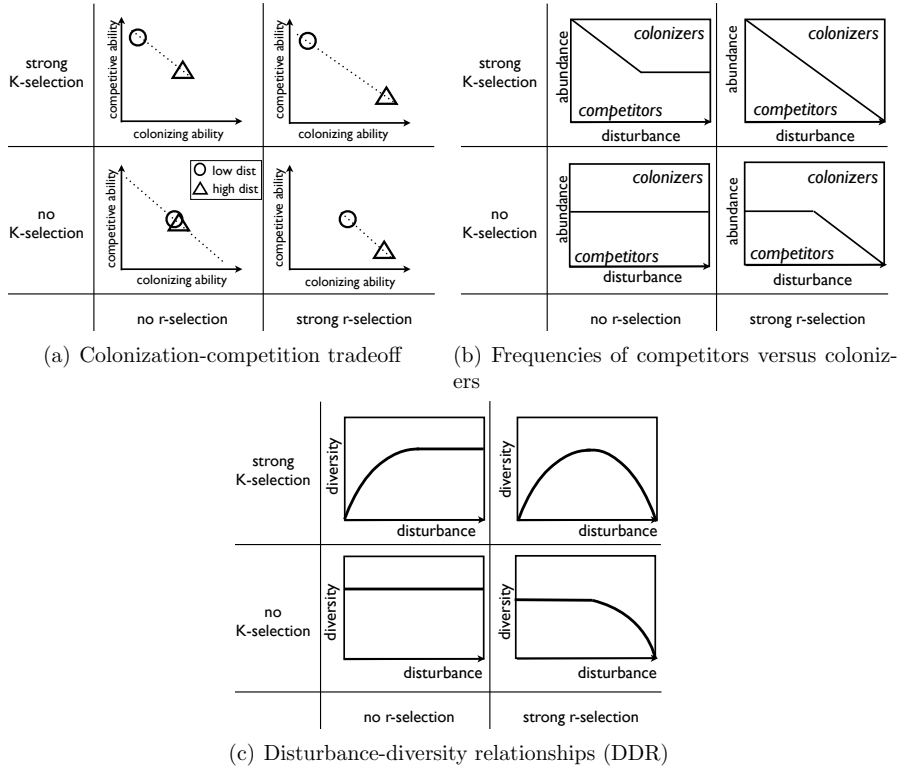 strong
K-selection
competitive ability
colonizing ability
competitive ability
colonizing ability
no
K-selection
competitive ability
colonizing ability
low dist
high dist
competitive ability
colonizing ability
no r-selection
strong r-selection
(a) Colonization-competition tradeoff
strong
K-selection
abundance
colonizers
competitors
disturbance
abundance
colonizers
competitors
disturbance
no
K-selection
abundance
colonizers
competitors
disturbance
abundance
colonizers
competitors
disturbance
no r-selection
strong r-selection
(b) Frequencies of competitors versus coloniz-
ers
strong
K-selection
diversity
disturbance
diversity
disturbance
no
K-selection
diversity
disturbance
diversity
disturbance
no r-selection
strong r-selection
(c) Disturbance-diversity relationships (DDR)